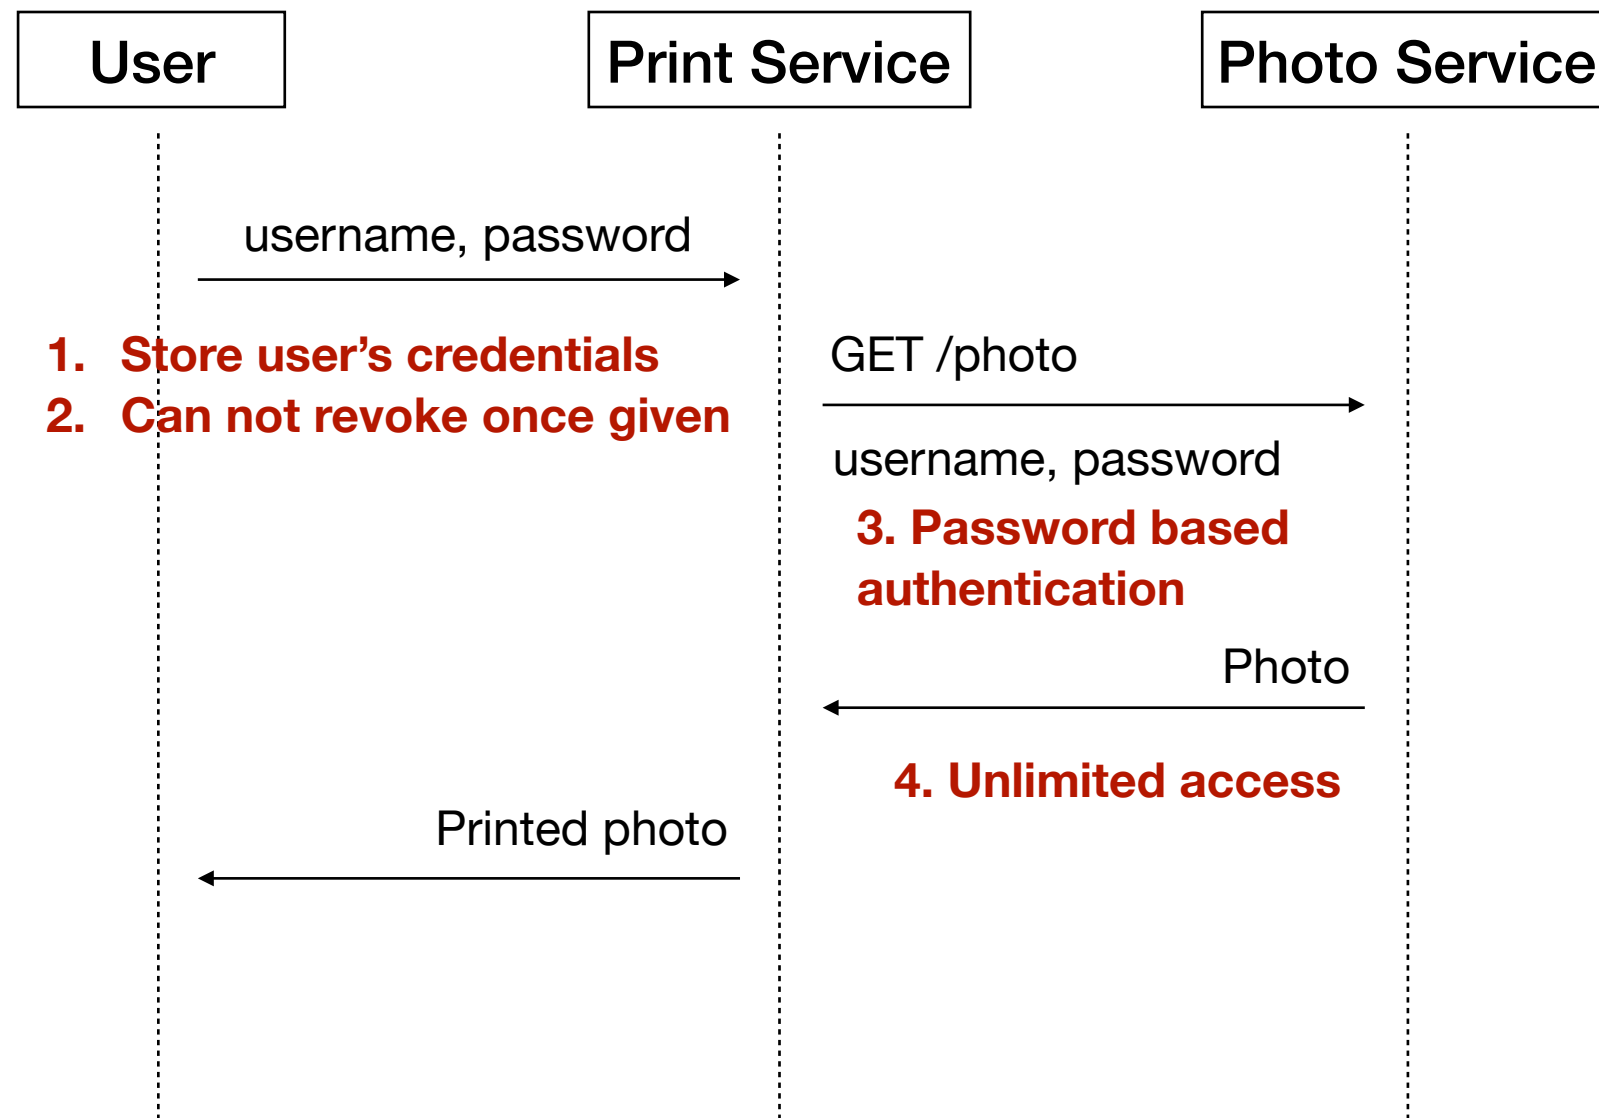 User
Print Service
Photo Service
username, password
1. Store user’s credentials
2. Can not revoke once given
GET /photo
username, password
3. Password based
authentication
Photo
4. Unlimited access
Printed photo